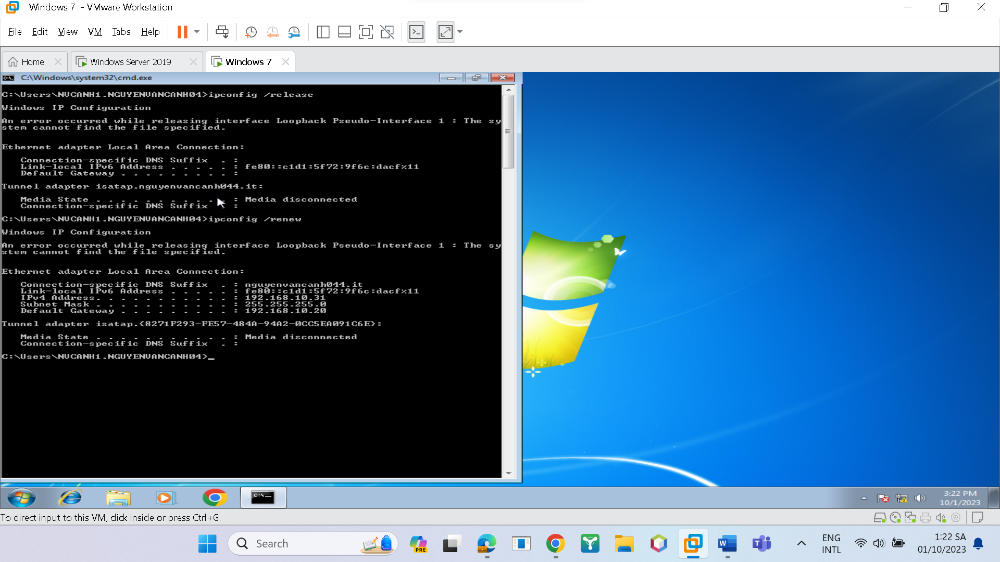 Windows 7 - VMware Workstation
File Edit View VM Tabs Help
Home Windows Server 2019 Windows 7
C:\Windows\system32\cmd.exe
C:\Users\NVCANH1.NGUYENVANCANH04>ipconfig /release
Windows IP Configuration
An error occurred while releasing interface Loopback Pseudo-Interface 1 : The sy
stem cannot find the file specified.
Ethernet adapter Local Area Connection:
Connection-specific DNS Suffix . :
Link-local IPv6 Address . . . . . : fe80::c1d1:5f72:9f6c:dacf%11
Default Gateway . . . . . . . . . :
Tunnel adapter isatap.nguyenvancanh044.it:
Media State . . . . . . . . . . . : Media disconnected
Connection-specific DNS Suffix . :
C:\Users\NVCANH1.NGUYENVANCANH04>ipconfig /renew
Windows IP Configuration
An error occurred while releasing interface Loopback Pseudo-Interface 1 : The sy
stem cannot find the file specified.
Ethernet adapter Local Area Connection:
Connection-specific DNS Suffix . : nguyenvancanh044.it
Link-local IPv6 Address . . . . . : fe80::c1d1:5f72:9f6c:dacf%11
IPv4 Address. . . . . . . . . . . : 192.168.10.31
Subnet Mask . . . . . . . . . . . : 255.255.255.0
Default Gateway . . . . . . . . . : 192.168.10.20
Tunnel adapter isatap.{8271F293-FE57-484A-94A2-0CC5EA091C6E}:
Media State . . . . . . . . . . . : Media disconnected
Connection-specific DNS Suffix . :
C:\Users\NVCANH1.NGUYENVANCANH04>_
3:22 PM
10/1/2023
To direct input to this VM, click inside or press Ctrl+G.
Search
PRE
ENG
INTL
1:22 SA
01/10/2023